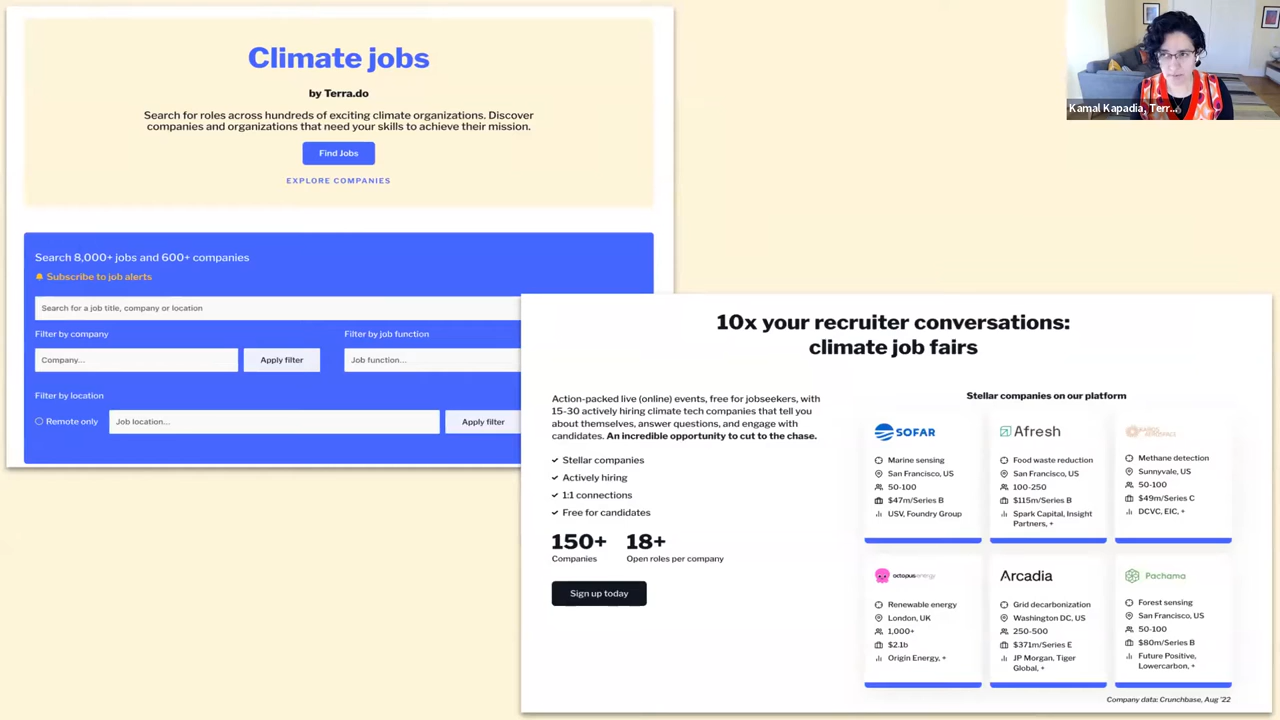 Climate jobs
by Terra.do
Search for roles across hundreds of exciting climate organizations. Discover
companies and organizations that need your skills to achieve their mission.
Find Jobs
EXPLORE COMPANIES
Search 8,000+ jobs and 600+ companies
Subscribe to job alerts
Search for a job title, company or location
Filter by company
Filter by job function
Company...
Apply filter
Job function...
Filter by location
Remote only
Job location...
Apply filter
Kamal Kapadia, Terr...
10x your recruiter conversations:
climate job fairs
Action-packed live (online) events, free for jobseekers, with
15-30 actively hiring climate tech companies that tell you
about themselves, answer questions, and engage with
candidates. An incredible opportunity to cut to the chase.
Stellar companies
Actively hiring
1:1 connections
Free for candidates
150+
Companies
18+
Open roles per company
Sign up today
Stellar companies on our platform
SOFAR
Marine sensing
San Francisco, US
50-100
$47m/Series B
USV, Foundry Group
Afresh
Food waste reduction
San Francisco, US
100-250
$115m/Series B
Spark Capital, Insight
Partners, +
Methane detection
Sunnyvale, US
50-100
$49m/Series C
DCVC, EIC, +
octopusenergy
Renewable energy
London, UK
1,000+
$2.1b
Origin Energy, +
Arcadia
Grid decarbonization
Washington DC, US
250-500
$371m/Series E
JP Morgan, Tiger
Global, +
Pachama
Forest sensing
San Francisco, US
50-100
$80m/Series B
Future Positive,
Lowercarbon, +
Company data: Crunchbase, Aug '22